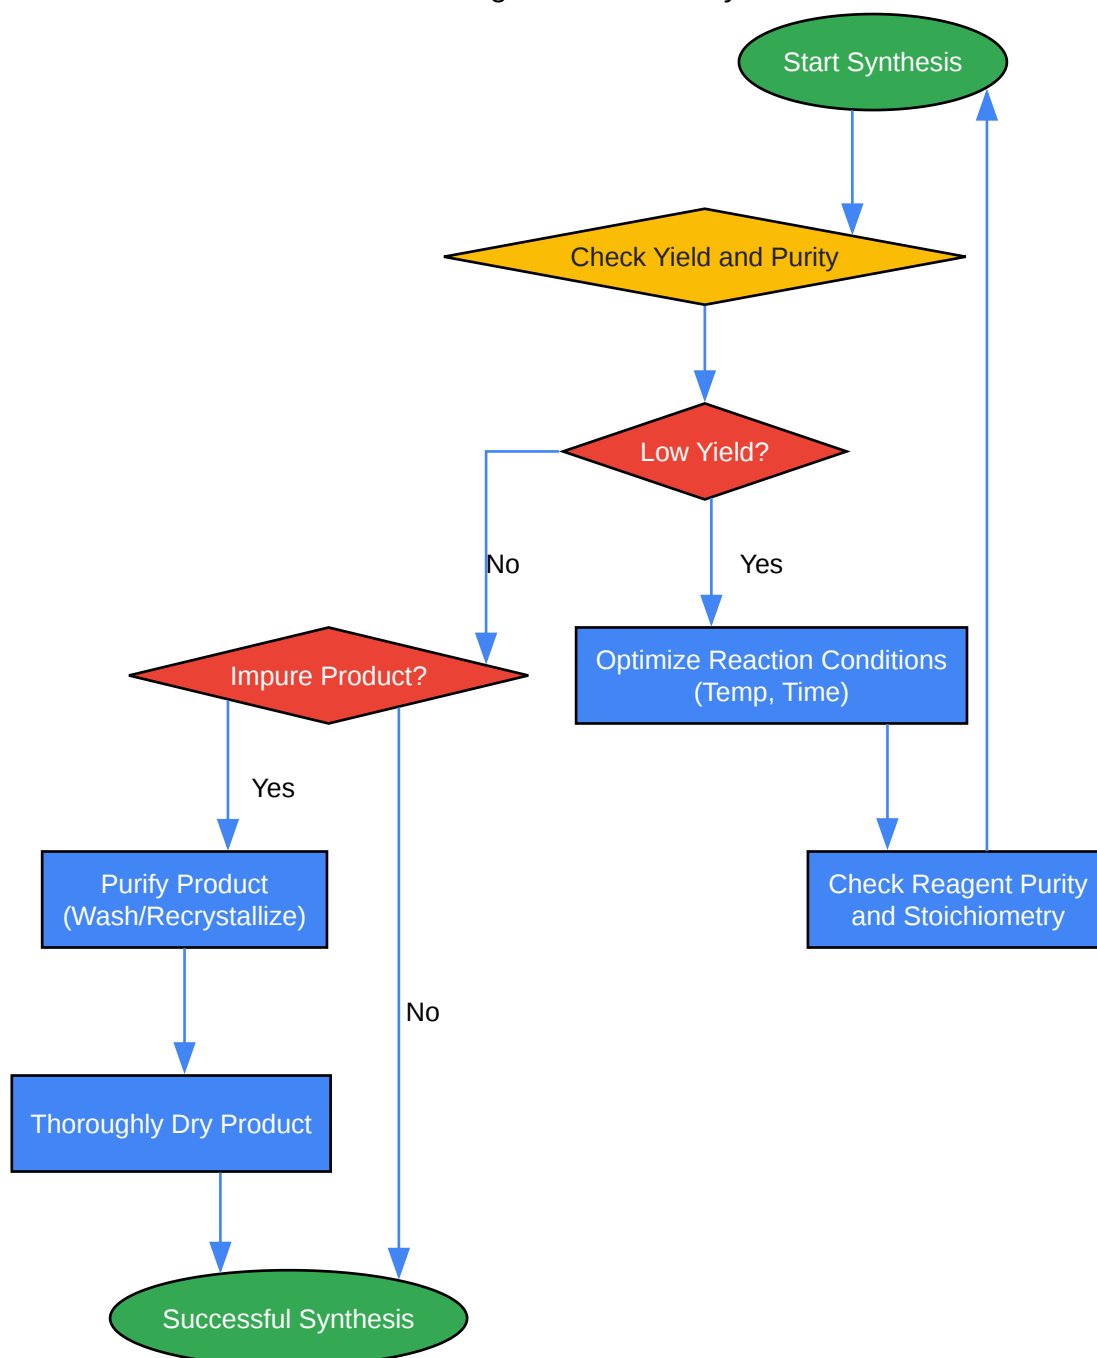 Start Synthesis
Check Yield and Purity
Low Yield?
No
Yes
Impure Product?
Optimize Reaction Conditions
(Temp, Time)
Yes
Purify Product
(Wash/Recrystallize)
Check Reagent Purity
and Stoichiometry
No
Thoroughly Dry Product
Successful Synthesis